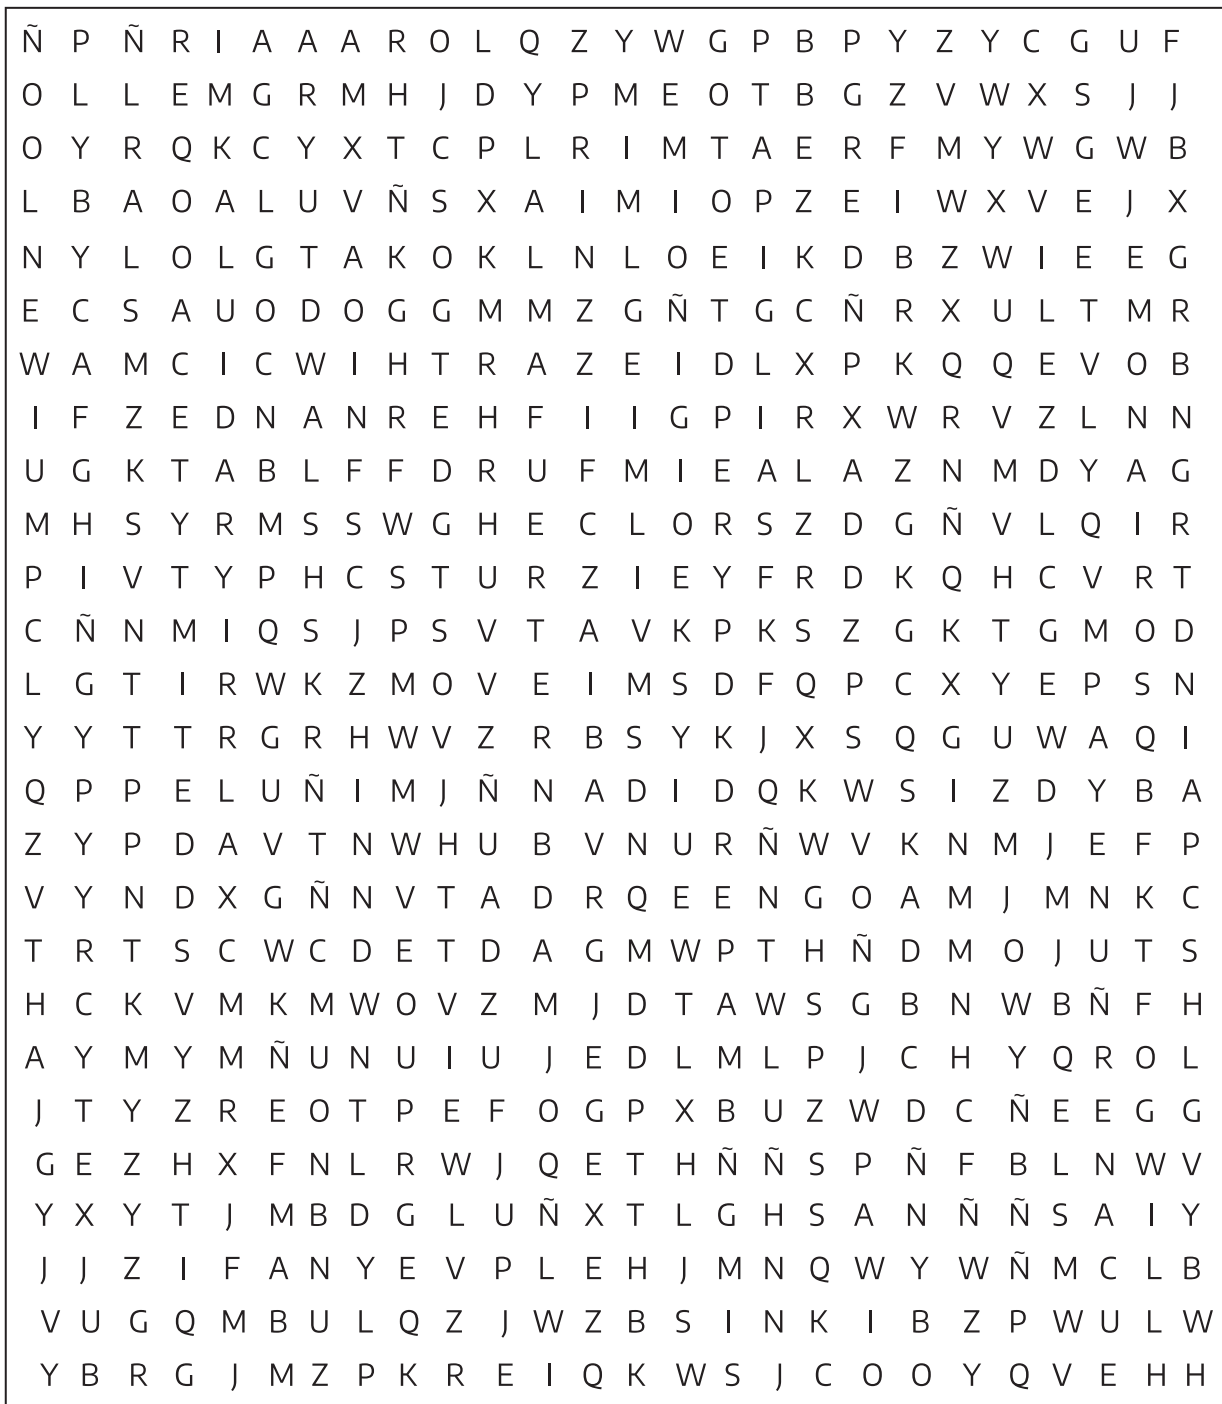 Ñ P Ñ R I A A A R O L Q Z Y W G P B P Y Z Y C G U F
O L L E M G R M H J D Y P M E O T B G Z V W X S J J
O Y R Q K C Y X T C P L R I M T A E R F M Y W G W B
L B A O A L U V Ñ S X A I M I O P Z E I W X V E J X
N Y L O L G T A K O K L N L O E I K D B Z W I E E G
E C S A U O D O G G M M Z G Ñ T G C Ñ R X U L T M R
W A M C I C W I H T R A Z E I D L X P K Q Q E V O B
I F Z E D N A N R E H F I I G P I R X W R V Z L N N
U G K T A B L F F D R U F M I E A L A Z N M D Y A G
M H S Y R M S S W G H E C L O R S Z D G Ñ V L Q I R
P I V T Y P H C S T U R Z I E Y F R D K Q H C V R T
C Ñ N M I Q S J P S V T A V K P K S Z G K T G M O D
L G T I R W K Z M O V E I M S D F Q P C X Y E P S N
Y Y T T R G R H W V Z R B S Y K J X S Q G U W A Q I
Q P P E L U Ñ I M J Ñ N A D I D Q K W S I Z D Y B A
Z Y P D A V T N W H U B V N U R Ñ W V K N M J E F P
V Y N D X G Ñ N V T A D R Q E E N G O A M J M N K C
T R T S C W C D E T D A G M W P T H Ñ D M O J U T S
H C K V M K M W O V Z M J D T A W S G B N W B Ñ F H
A Y M Y M Ñ U N U I U J E D L M L P J C H Y Q R O L
J T Y Z R E O T P E F O G P X B U Z W D C Ñ E E G G
G E Z H X F N L R W J Q E T H Ñ Ñ S P Ñ F B L N W V
Y X Y T J M B D G L U Ñ X T L G H S A N Ñ Ñ S A I Y
J J Z I F A N Y E V P L E H J M N Q W Y W Ñ M C L B
V U G Q M B U L Q Z J W Z B S I N K I B Z P W U L W
Y B R G J M Z P K R E I Q K W S J C O O Y Q V E H H